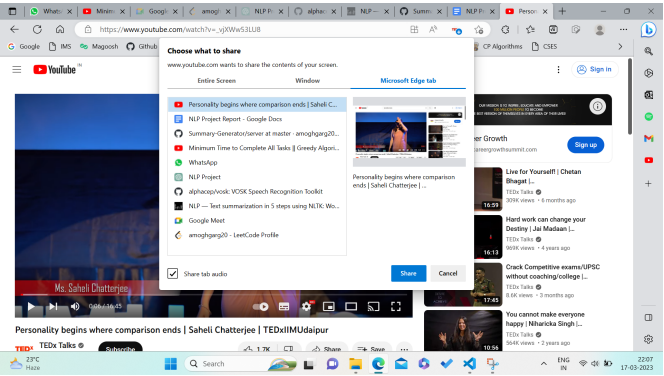 Whats
Minim
Google
amogh
NLP P
alphac
NLP —
Summ
NLP P
Person
https://www.youtube.com/watch?v=_vjXWwS3LU8
Google
IMS
Magoosh
Github
CP Algorithms
CSES
Choose what to share
www.youtube.com wants to share the contents of your screen.
Entire Screen
Window
Microsoft Edge tab
Personality begins where comparison ends | Saheli C...
NLP Project Report - Google Docs
Summary-Generator/server at master · amoghgarg20...
Minimum Time to Complete All Tasks || Greedy Algori...
WhatsApp
NLP Project
alphacep/vosk: VOSK Speech Recognition Toolkit
NLP — Text summarization in 5 steps using NLTK: Wo...
Google Meet
amoghgarg20 - LeetCode Profile
Personality begins where comparison
ends | Saheli Chatterjee | ...
Share tab audio
Share
Cancel
YouTube
IN
Sign in
er Growth
careergrowthsummit.com
Sign up
Live for Yourself! | Chetan
Bhagat |...
TEDx Talks
309K views • 6 months ago
16:59
Hard work can change your
Destiny | Jai Madaan |...
TEDx Talks
969K views • 4 years ago
16:13
Crack Competitive exams/UPSC
without coaching/college |...
TEDx Talks
8.6K views • 3 months ago
17:45
You cannot make everyone
happy | Niharicka Singh |...
TEDx Talks
564K views • 2 years ago
10:56
Ms. Saheli Chatterjee
0:06 / 16:45
Personality begins where comparison ends | Saheli Chatterjee | TEDxIIMUdaipur
TEDx
TEDx Talks
Subscribe
1.7K
Share
Save
23°C
Haze
Search
ENG
IN
22:07
17-03-2023